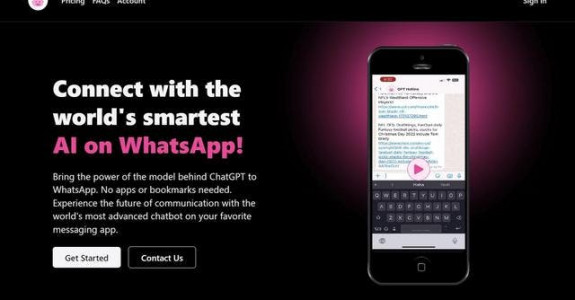 Pricing FAQs Account
Sign in
Connect with the
world's smartest
AI on WhatsApp!
Bring the power of the model behind ChatGPT to
WhatsApp. No apps or bookmarks needed.
Experience the future of communication with the
world's most advanced chatbot on your favorite
messaging app.
Get Started
Contact Us